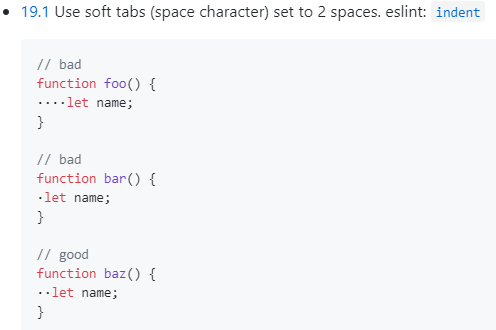 • 19.1 Use soft tabs (space character) set to 2 spaces. eslint: indent
// bad
function foo() {
∙∙∙∙let name;
}
// bad
function bar() {
∙let name;
}
// good
function baz() {
∙∙let name;
}